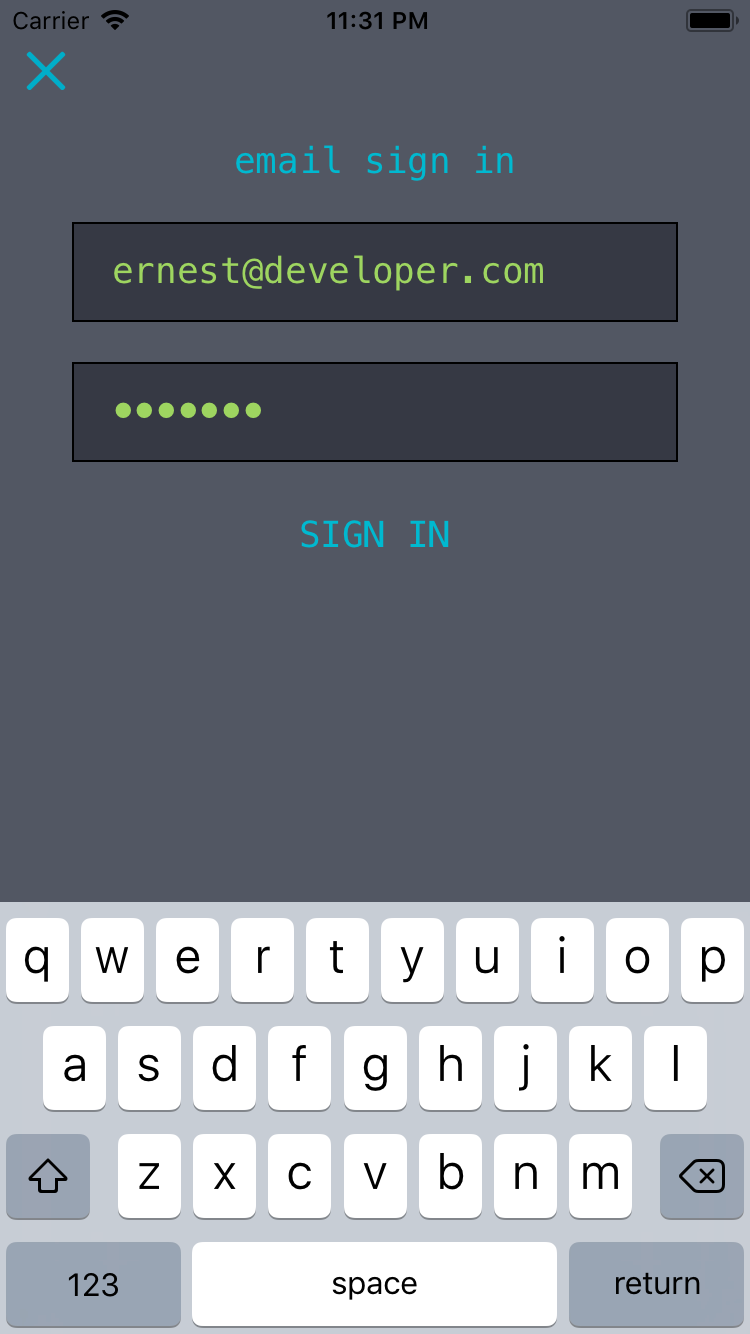 Carrier 11:31 PM
email sign in
ernest@developer.com
•••••••
SIGN IN
q w e r t y u i o p
a s d f g h j k l
z x c v b n m
123 space return